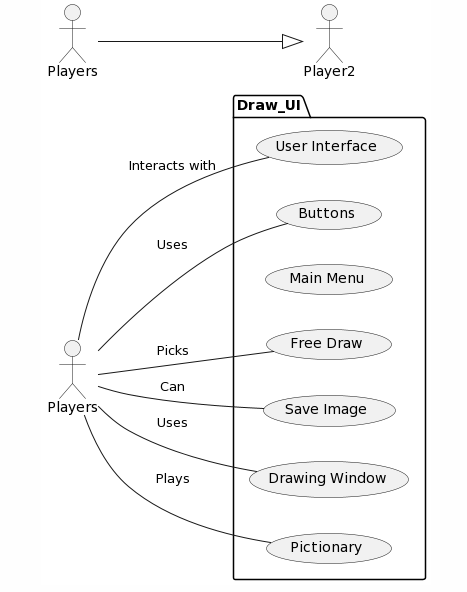 Players
Player2
Draw_UI
User Interface
Interacts with
Buttons
Uses
Main Menu
Free Draw
Picks
Can
Players
Save Image
Uses
Drawing Window
Plays
Pictionary